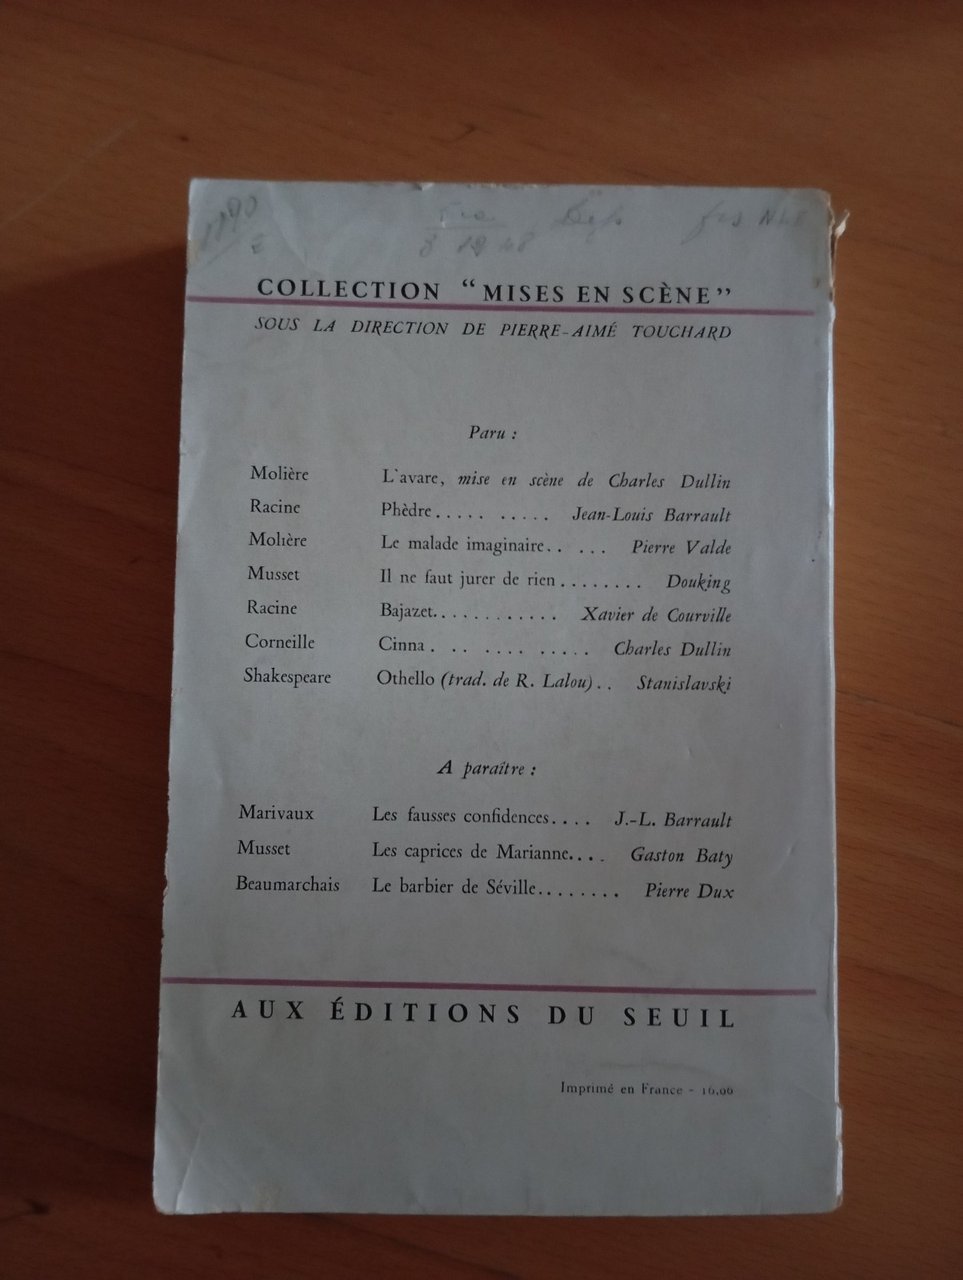 COLLECTION “MISES EN SCÈNE”
SOUS LA DIRECTION DE PIERRE-AIMÉ TOUCHARD
Paru :
Molière L'avare, mise en scène de Charles Dullin
Racine Phèdre..... ..... Jean-Louis Barrault
Molière Le malade imaginaire.. ... Pierre Valde
Musset Il ne faut jurer de rien........ Douking
Racine Bajazet............ Xavier de Courville
Corneille Cinna. .. .... ..... Charles Dullin
Shakespeare Othello (trad. de R. Lalou).. Stanislavski
A paraître :
Marivaux Les fausses confidences.... J.-L. Barrault
Musset Les caprices de Marianne.... Gaston Baty
Beaumarchais Le barbier de Séville........ Pierre Dux
AUX ÉDITIONS DU SEUIL
Imprimé en France -